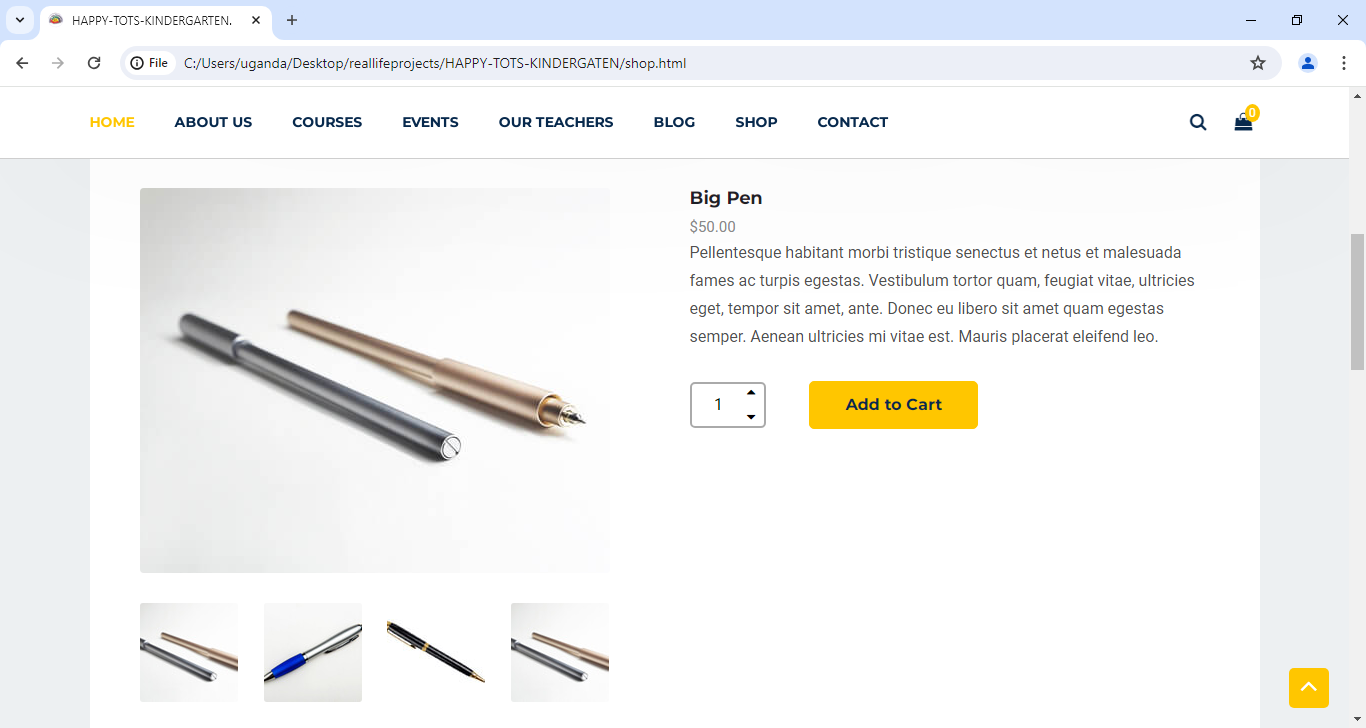 HAPPY-TOTS-KINDERGARTEN.
File
C:/Users/uganda/Desktop/reallifeprojects/HAPPY-TOTS-KINDERGATEN/shop.html
HOME ABOUT US COURSES EVENTS OUR TEACHERS BLOG SHOP CONTACT 0
Big Pen
$50.00
Pellentesque habitant morbi tristique senectus et netus et malesuada
fames ac turpis egestas. Vestibulum tortor quam, feugiat vitae, ultricies
eget, tempor sit amet, ante. Donec eu libero sit amet quam egestas
semper. Aenean ultricies mi vitae est. Mauris placerat eleifend leo.
1
Add to Cart